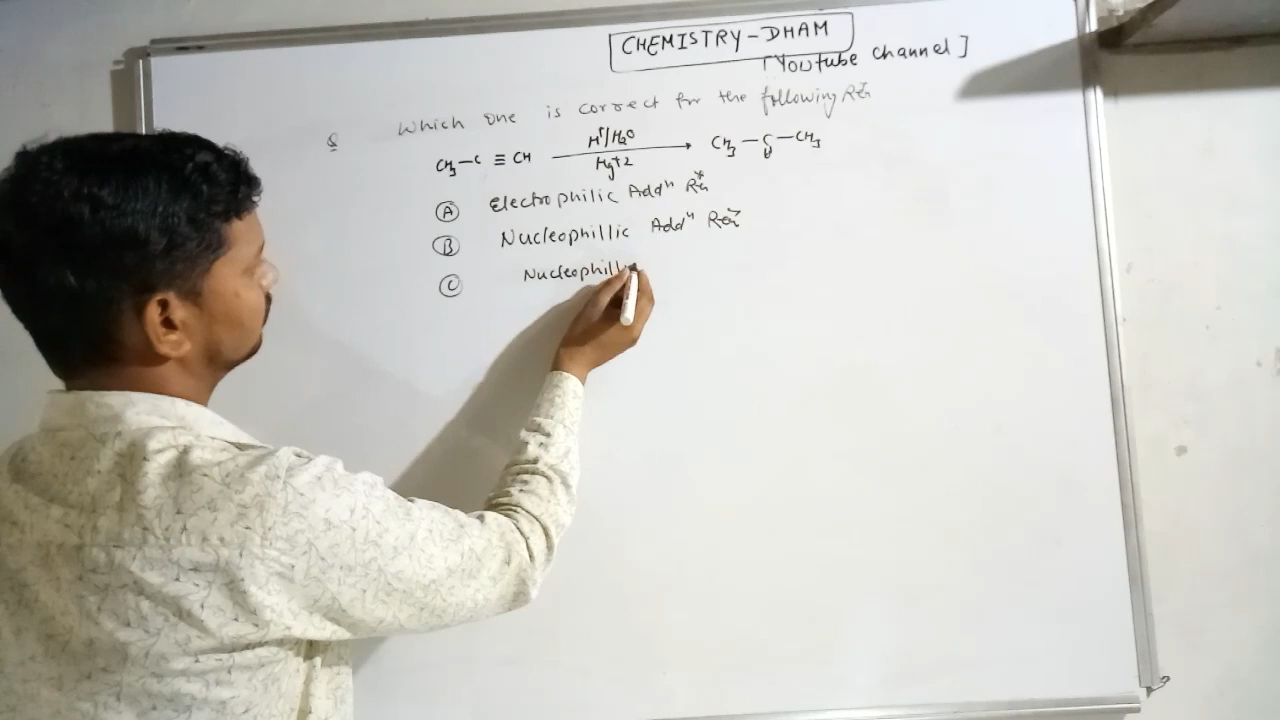 CHEMISTRY-DHAM
[Youtube channel]
Q Which one is correct for the following Rxn
CH3-C≡CH H+/H2O Hg+2 → CH3-C-CH3
O
(A) Electrophilic Addn Rxn
(B) Nucleophillic Addn Rxn
(C) Nucleophill